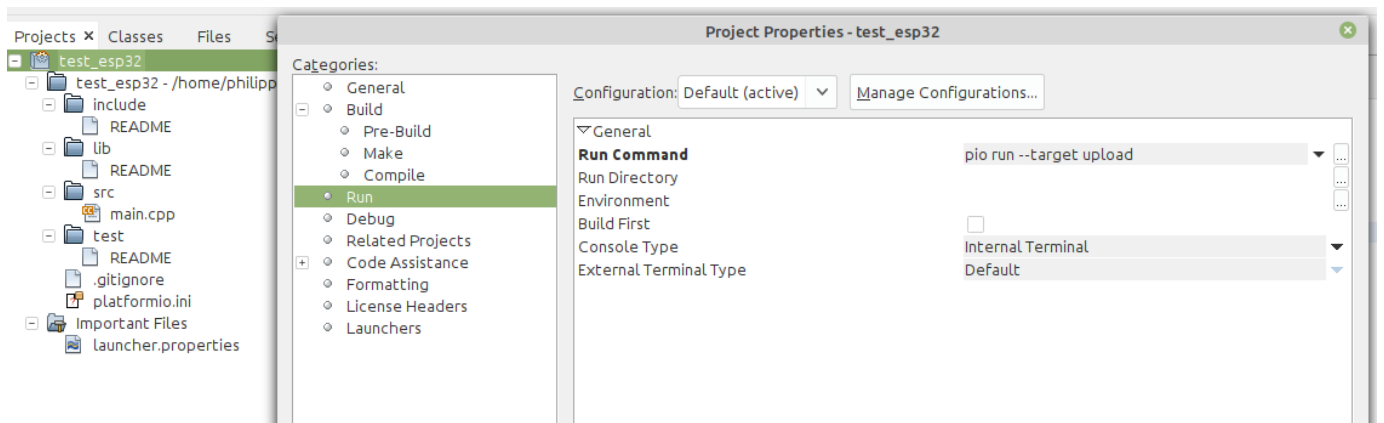 Projects Classes Files
test_esp32
test_esp32 - /home/philipp
include
README
lib
README
src
main.cpp
test
README
.gitignore
platformio.ini
Important Files
launcher.properties
Project Properties - test_esp32
Categories:
General
Build
Pre-Build
Make
Compile
Run
Debug
Related Projects
Code Assistance
Formatting
License Headers
Launchers
Configuration: Default (active) Manage Configurations...
General
Run Command pio run --target upload ...
Run Directory ...
Environment ...
Build First
Console Type Internal Terminal
External Terminal Type Default